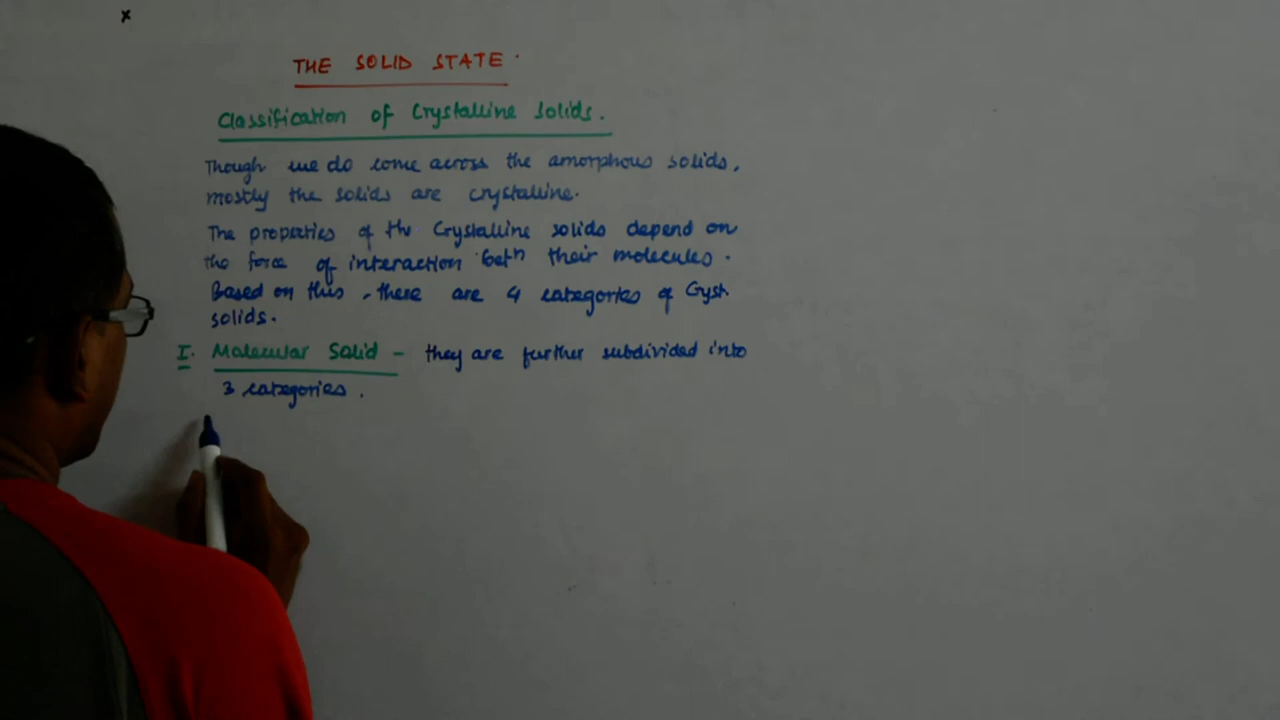 x
THE SOLID STATE.
Classification of Crystalline Solids.
Though we do come across the amorphous solids,
mostly the solids are crystalline.
The properties of the Crystalline solids depend on
the force of interaction betn their molecules.
Based on this, there are 4 categories of Cryst.
solids.
I. Molecular Solid - they are further subdivided into
3 categories.